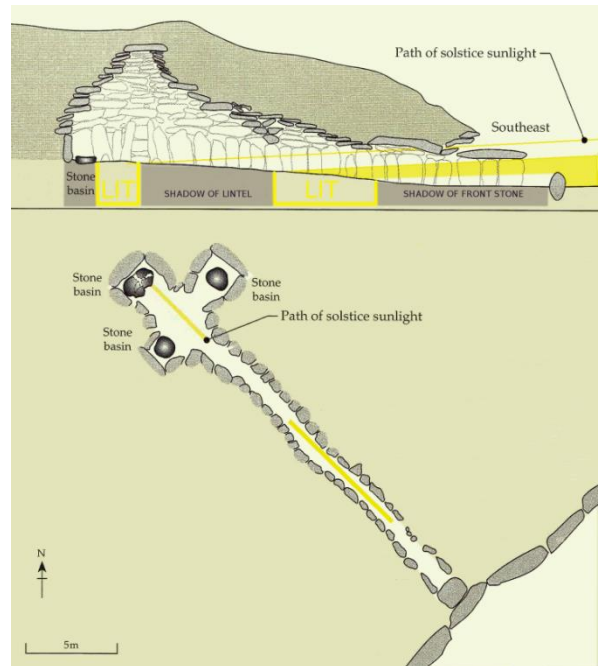 Path of solstice sunlight
Southeast
Stone
basin
LIT
SHADOW OF LINTEL
LIT
SHADOW OF FRONT STONE
Stone
basin
Stone
basin
Path of solstice sunlight
Stone
basin
N
5m